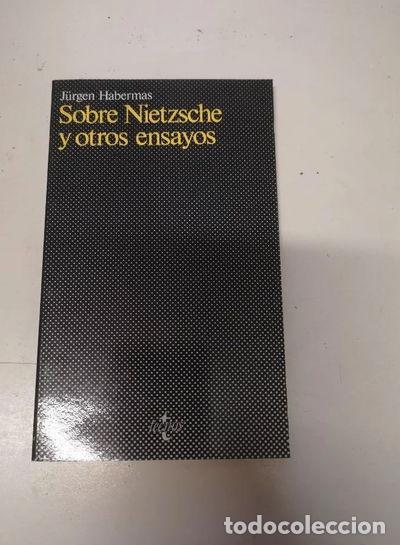 Jürgen Habermas
Sobre Nietzsche
y otros ensayos
tecnos
todocoleccion